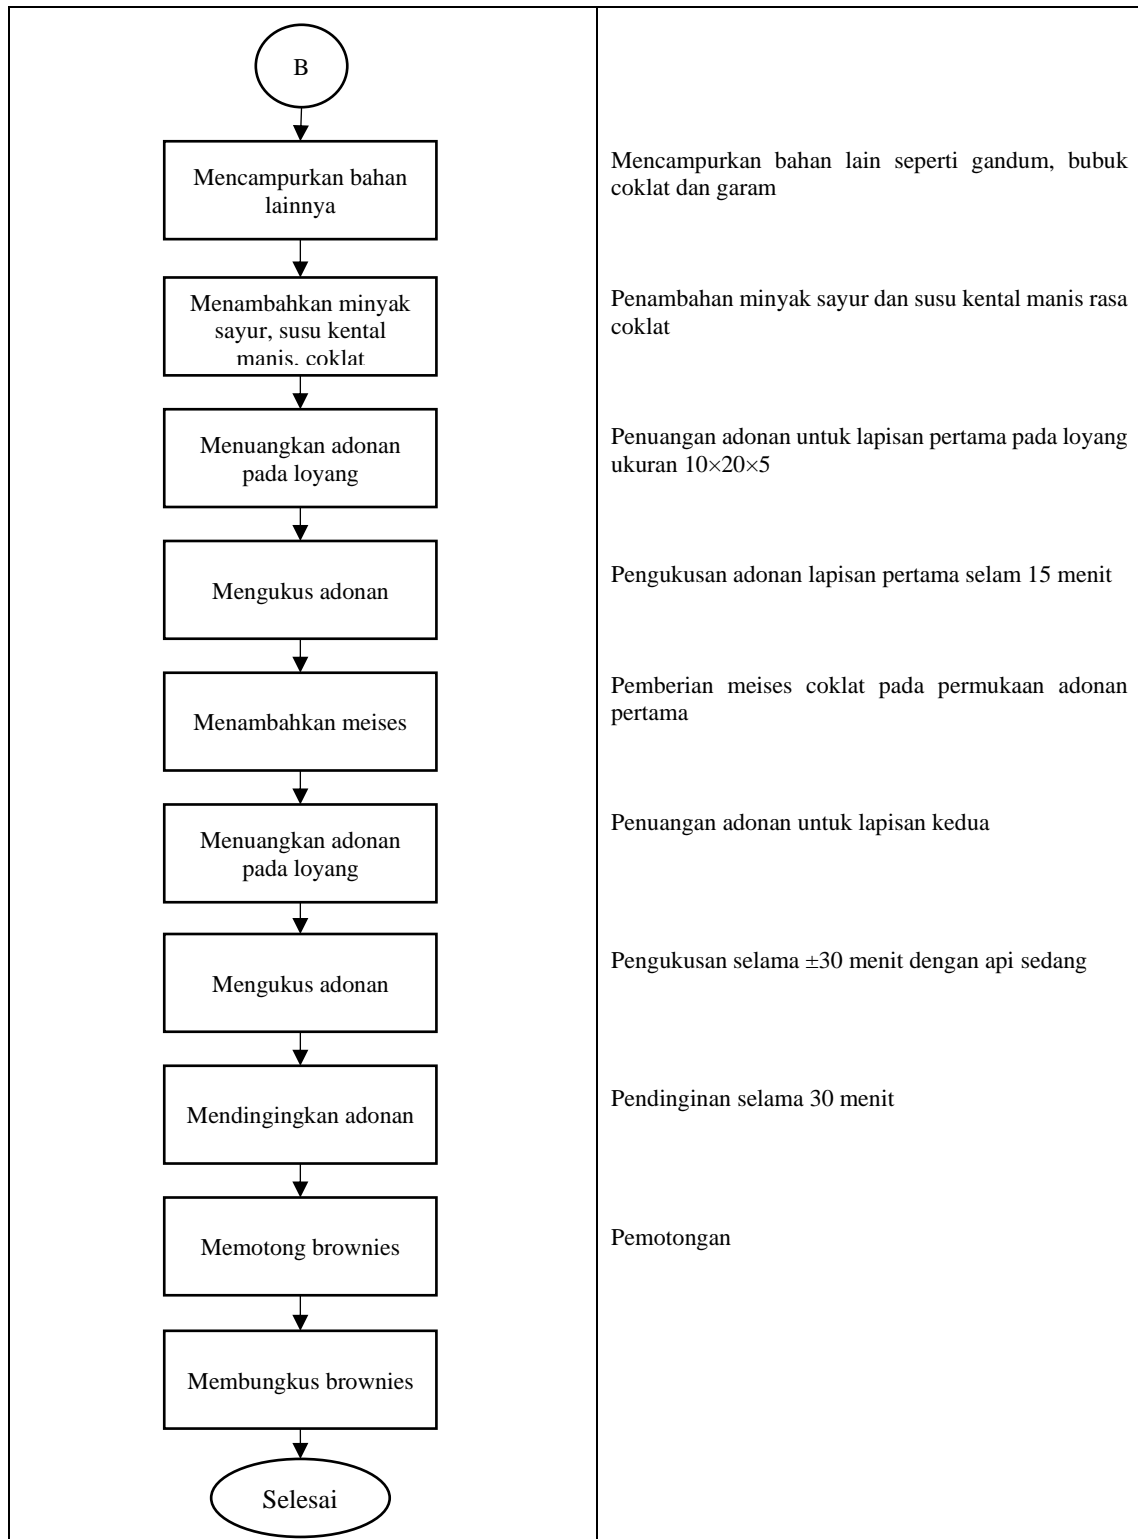 B
Mencampurkan bahan
lainnya
Mencampurkan bahan lain seperti gandum, bubuk
coklat dan garam
Menambahkan minyak
sayur, susu kental
manis, coklat
Penambahan minyak sayur dan susu kental manis rasa
coklat
Menuangkan adonan
pada loyang
Penuangan adonan untuk lapisan pertama pada loyang
ukuran 10×20×5
Mengukus adonan
Pengukusan adonan lapisan pertama selam 15 menit
Menambahkan meises
Pemberian meises coklat pada permukaan adonan
pertama
Menuangkan adonan
pada loyang
Penuangan adonan untuk lapisan kedua
Mengukus adonan
Pengukusan selama ±30 menit dengan api sedang
Mendingingkan adonan
Pendinginan selama 30 menit
Memotong brownies
Pemotongan
Membungkus brownies
Selesai